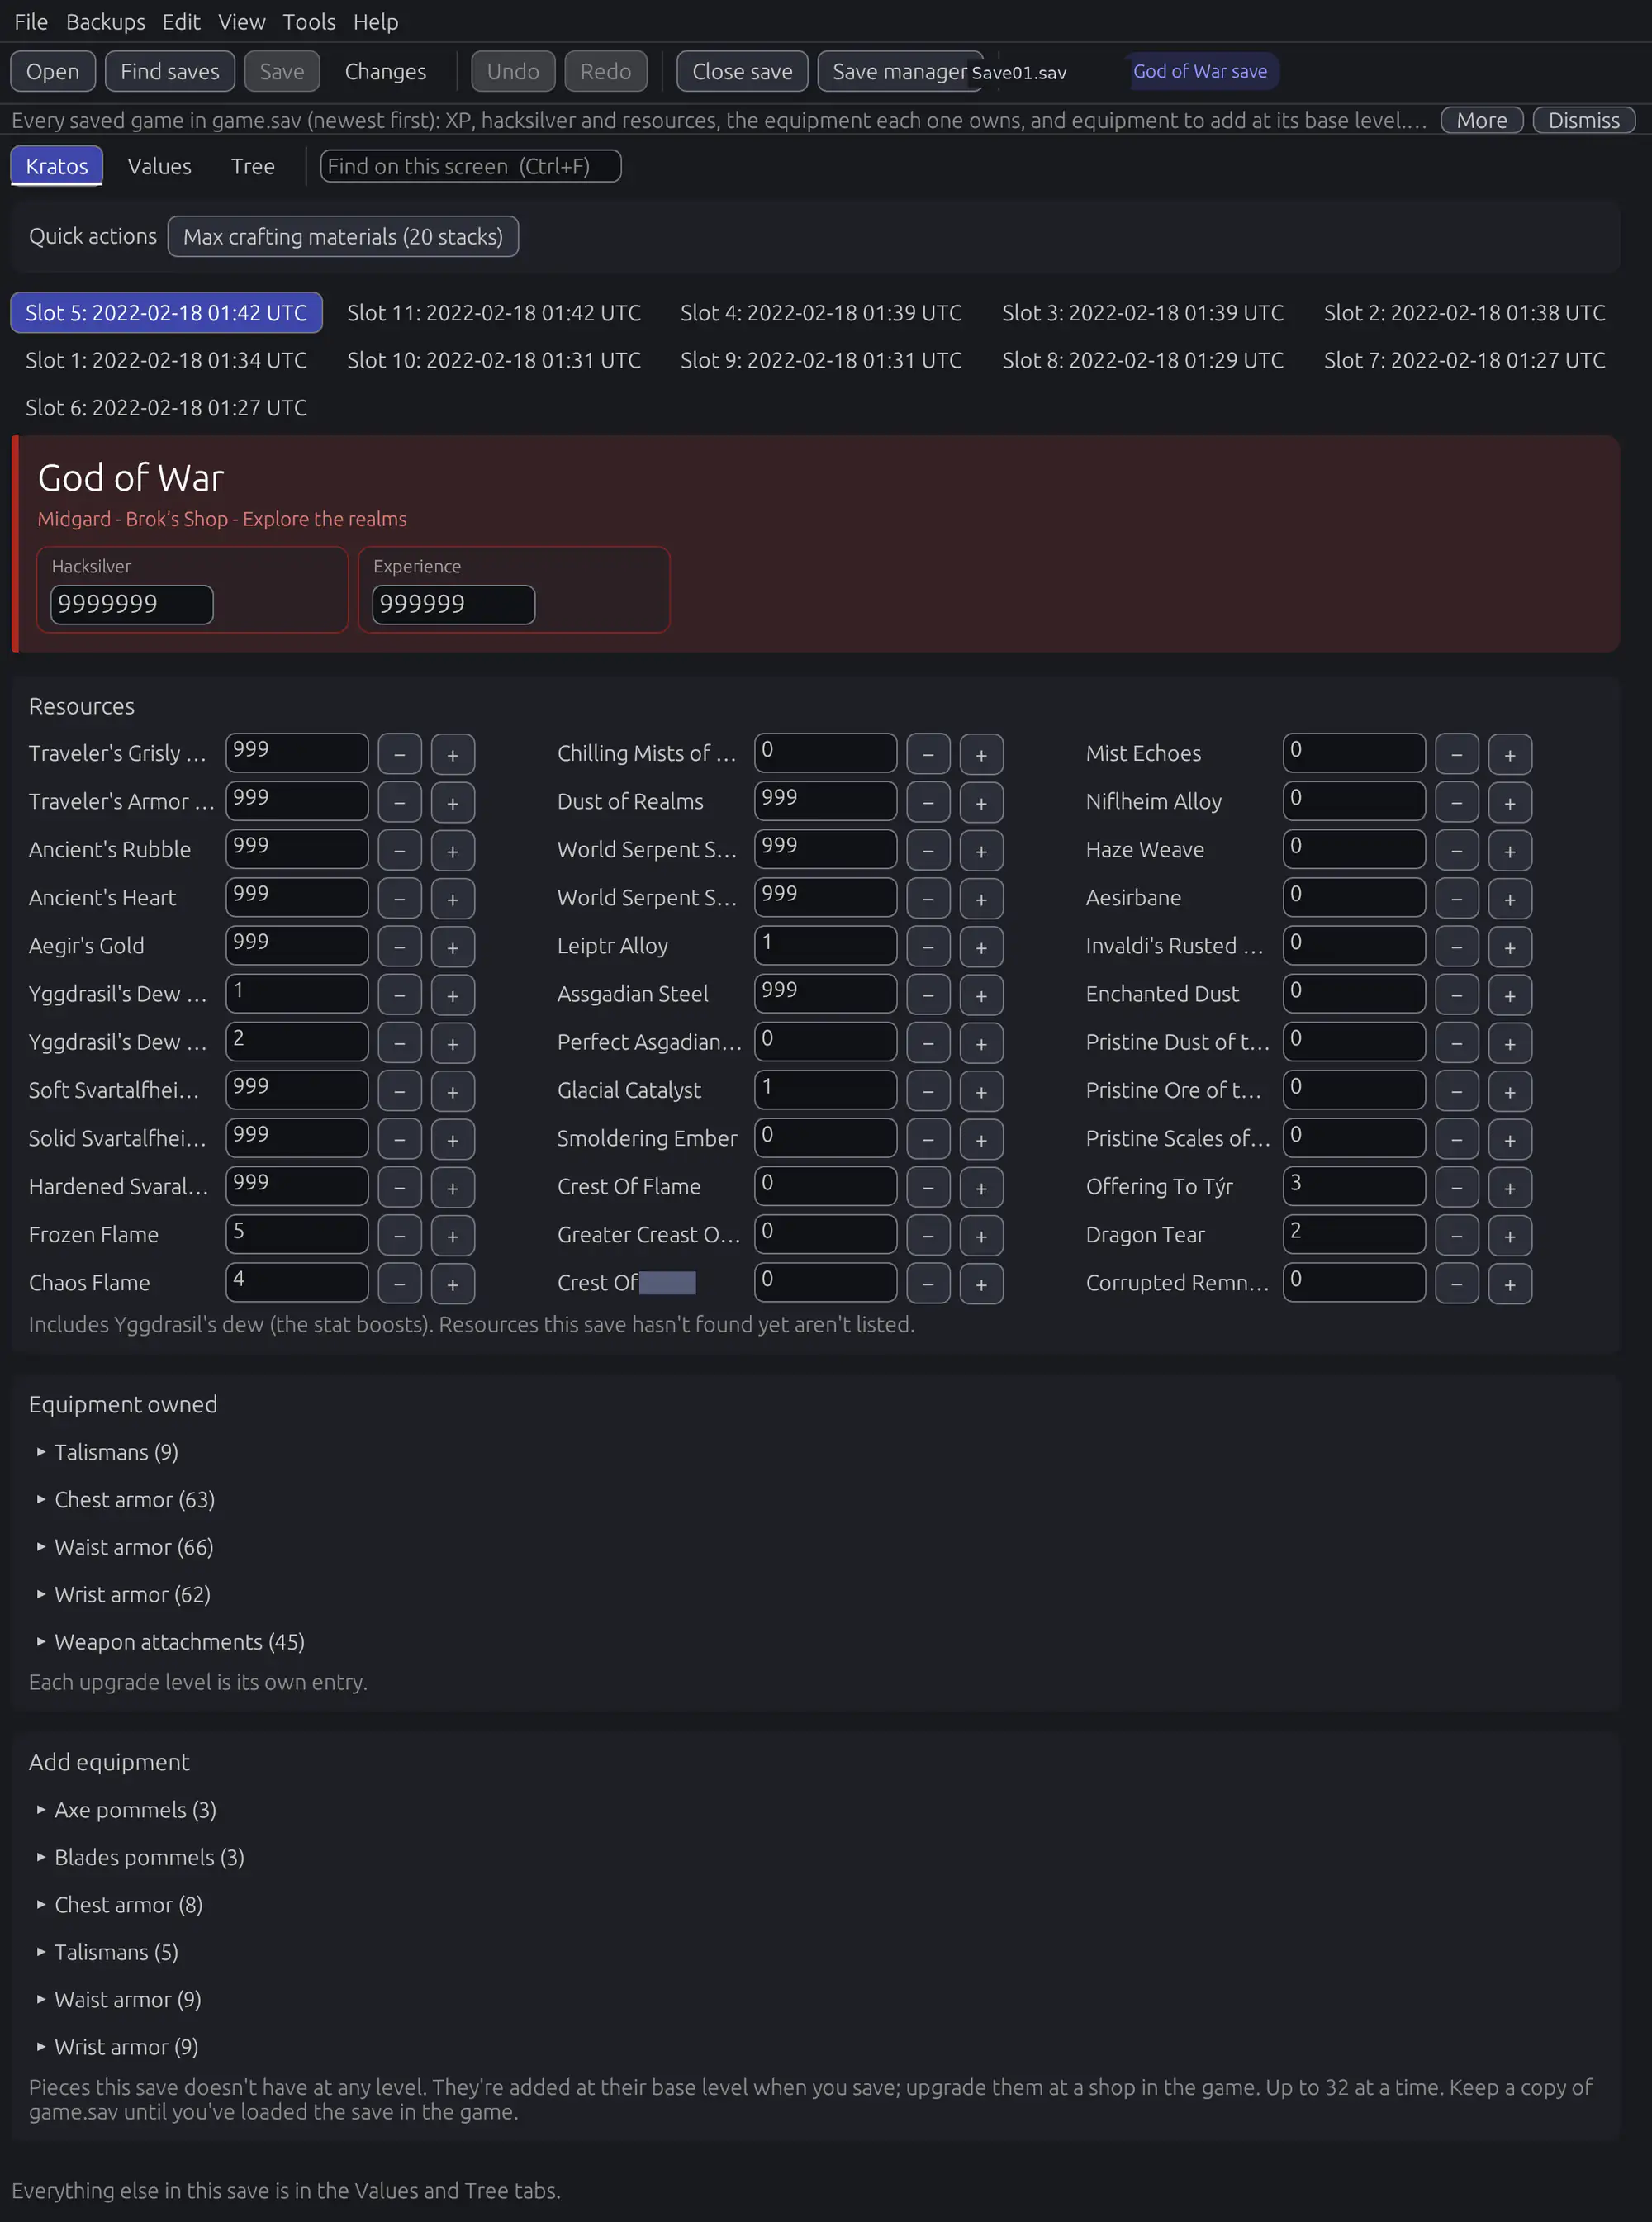 File Backups Edit View Tools Help
Open Find saves Save Changes Undo Redo Close save Save manager Save01.sav God of War save
Every saved game in game.sav (newest first): XP, hacksilver and resources, the equipment each one owns, and equipment to add at its base level.... More Dismiss
Kratos Values Tree Find on this screen (Ctrl+F)
Quick actions Max crafting materials (20 stacks)
Slot 5: 2022-02-18 01:42 UTC Slot 11: 2022-02-18 01:42 UTC Slot 4: 2022-02-18 01:39 UTC Slot 3: 2022-02-18 01:39 UTC Slot 2: 2022-02-18 01:38 UTC
Slot 1: 2022-02-18 01:34 UTC Slot 10: 2022-02-18 01:31 UTC Slot 9: 2022-02-18 01:31 UTC Slot 8: 2022-02-18 01:29 UTC Slot 7: 2022-02-18 01:27 UTC
Slot 6: 2022-02-18 01:27 UTC
God of War
Midgard - Brok’s Shop - Explore the realms
Hacksilver Experience
9999999 999999
Resources
Traveler's Grisly ... 999 − + Chilling Mists of ... 0 − + Mist Echoes 0 − +
Traveler's Armor ... 999 − + Dust of Realms 999 − + Niflheim Alloy 0 − +
Ancient's Rubble 999 − + World Serpent S... 999 − + Haze Weave 0 − +
Ancient's Heart 999 − + World Serpent S... 999 − + Aesirbane 0 − +
Aegir's Gold 999 − + Leiptr Alloy 1 − + Invaldi's Rusted ... 0 − +
Yggdrasil's Dew ... 1 − + Assgadian Steel 999 − + Enchanted Dust 0 − +
Yggdrasil's Dew ... 2 − + Perfect Asgadian... 0 − + Pristine Dust of t... 0 − +
Soft Svartalfhei... 999 − + Glacial Catalyst 1 − + Pristine Ore of t... 0 − +
Solid Svartalfhei... 999 − + Smoldering Ember 0 − + Pristine Scales of... 0 − +
Hardened Svaral... 999 − + Crest Of Flame 0 − + Offering To Týr 3 − +
Frozen Flame 5 − + Greater Creast O... 0 − + Dragon Tear 2 − +
Chaos Flame 4 − + Crest Of 0 − + Corrupted Remn... 0 − +
Includes Yggdrasil's dew (the stat boosts). Resources this save hasn't found yet aren't listed.
Equipment owned
Talismans (9)
Chest armor (63)
Waist armor (66)
Wrist armor (62)
Weapon attachments (45)
Each upgrade level is its own entry.
Add equipment
Axe pommels (3)
Blades pommels (3)
Chest armor (8)
Talismans (5)
Waist armor (9)
Wrist armor (9)
Pieces this save doesn't have at any level. They're added at their base level when you save; upgrade them at a shop in the game. Up to 32 at a time. Keep a copy of
game.sav until you've loaded the save in the game.
Everything else in this save is in the Values and Tree tabs.